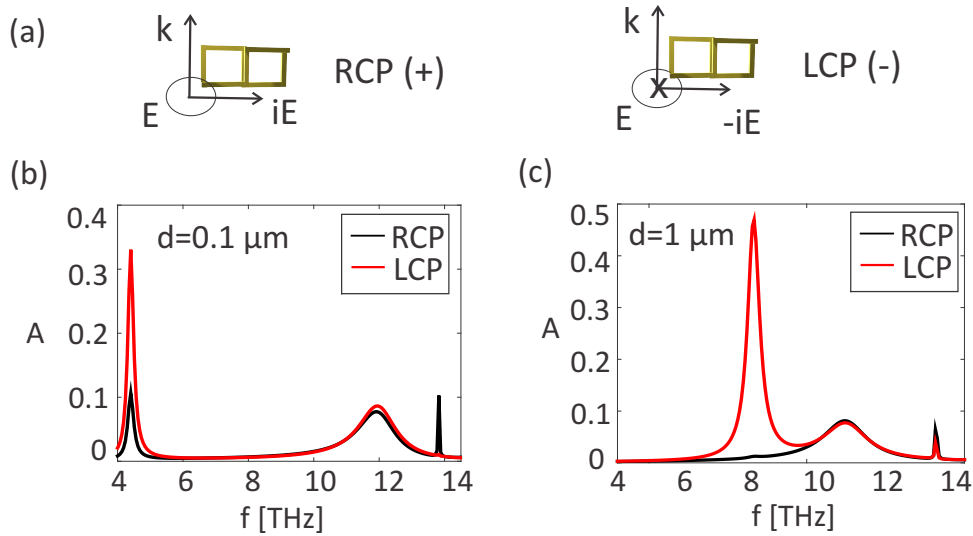 (a)
k
E
iE
RCP (+)
k
E
X
-iE
LCP (-)
(b)
0.4
0.3
0.2
0.1
0
A
d=0.1 μm
RCP
LCP
4
6
8
10
12
14
f [THz]
(c)
0.5
0.4
0.3
0.2
0.1
0
A
d=1 μm
RCP
LCP
4
6
8
10
12
14
f [THz]